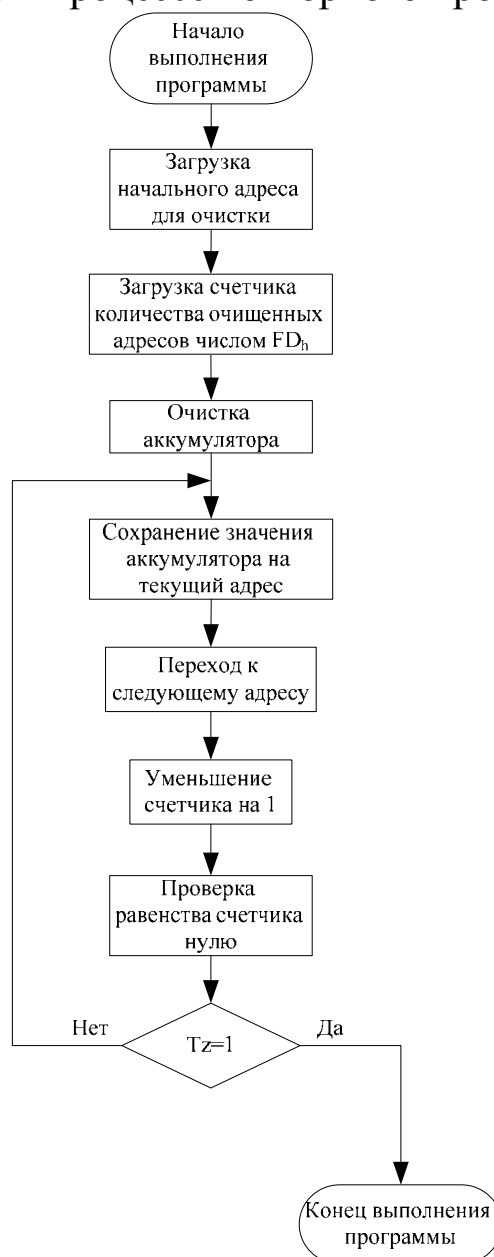 Начало
выполнения
программы
Загрузка
начального адреса
для очистки
Загрузка счетчика
количества очищенных
адресов числом FDh
Очистка
аккумулятора
Сохранение значения
аккумулятора на
текущий адрес
Переход к
следующему адресу
Уменьшение
счетчика на 1
Проверка
равенства счетчика
нулю
Нет
Tz=1
Да
Конец выполнения
программы